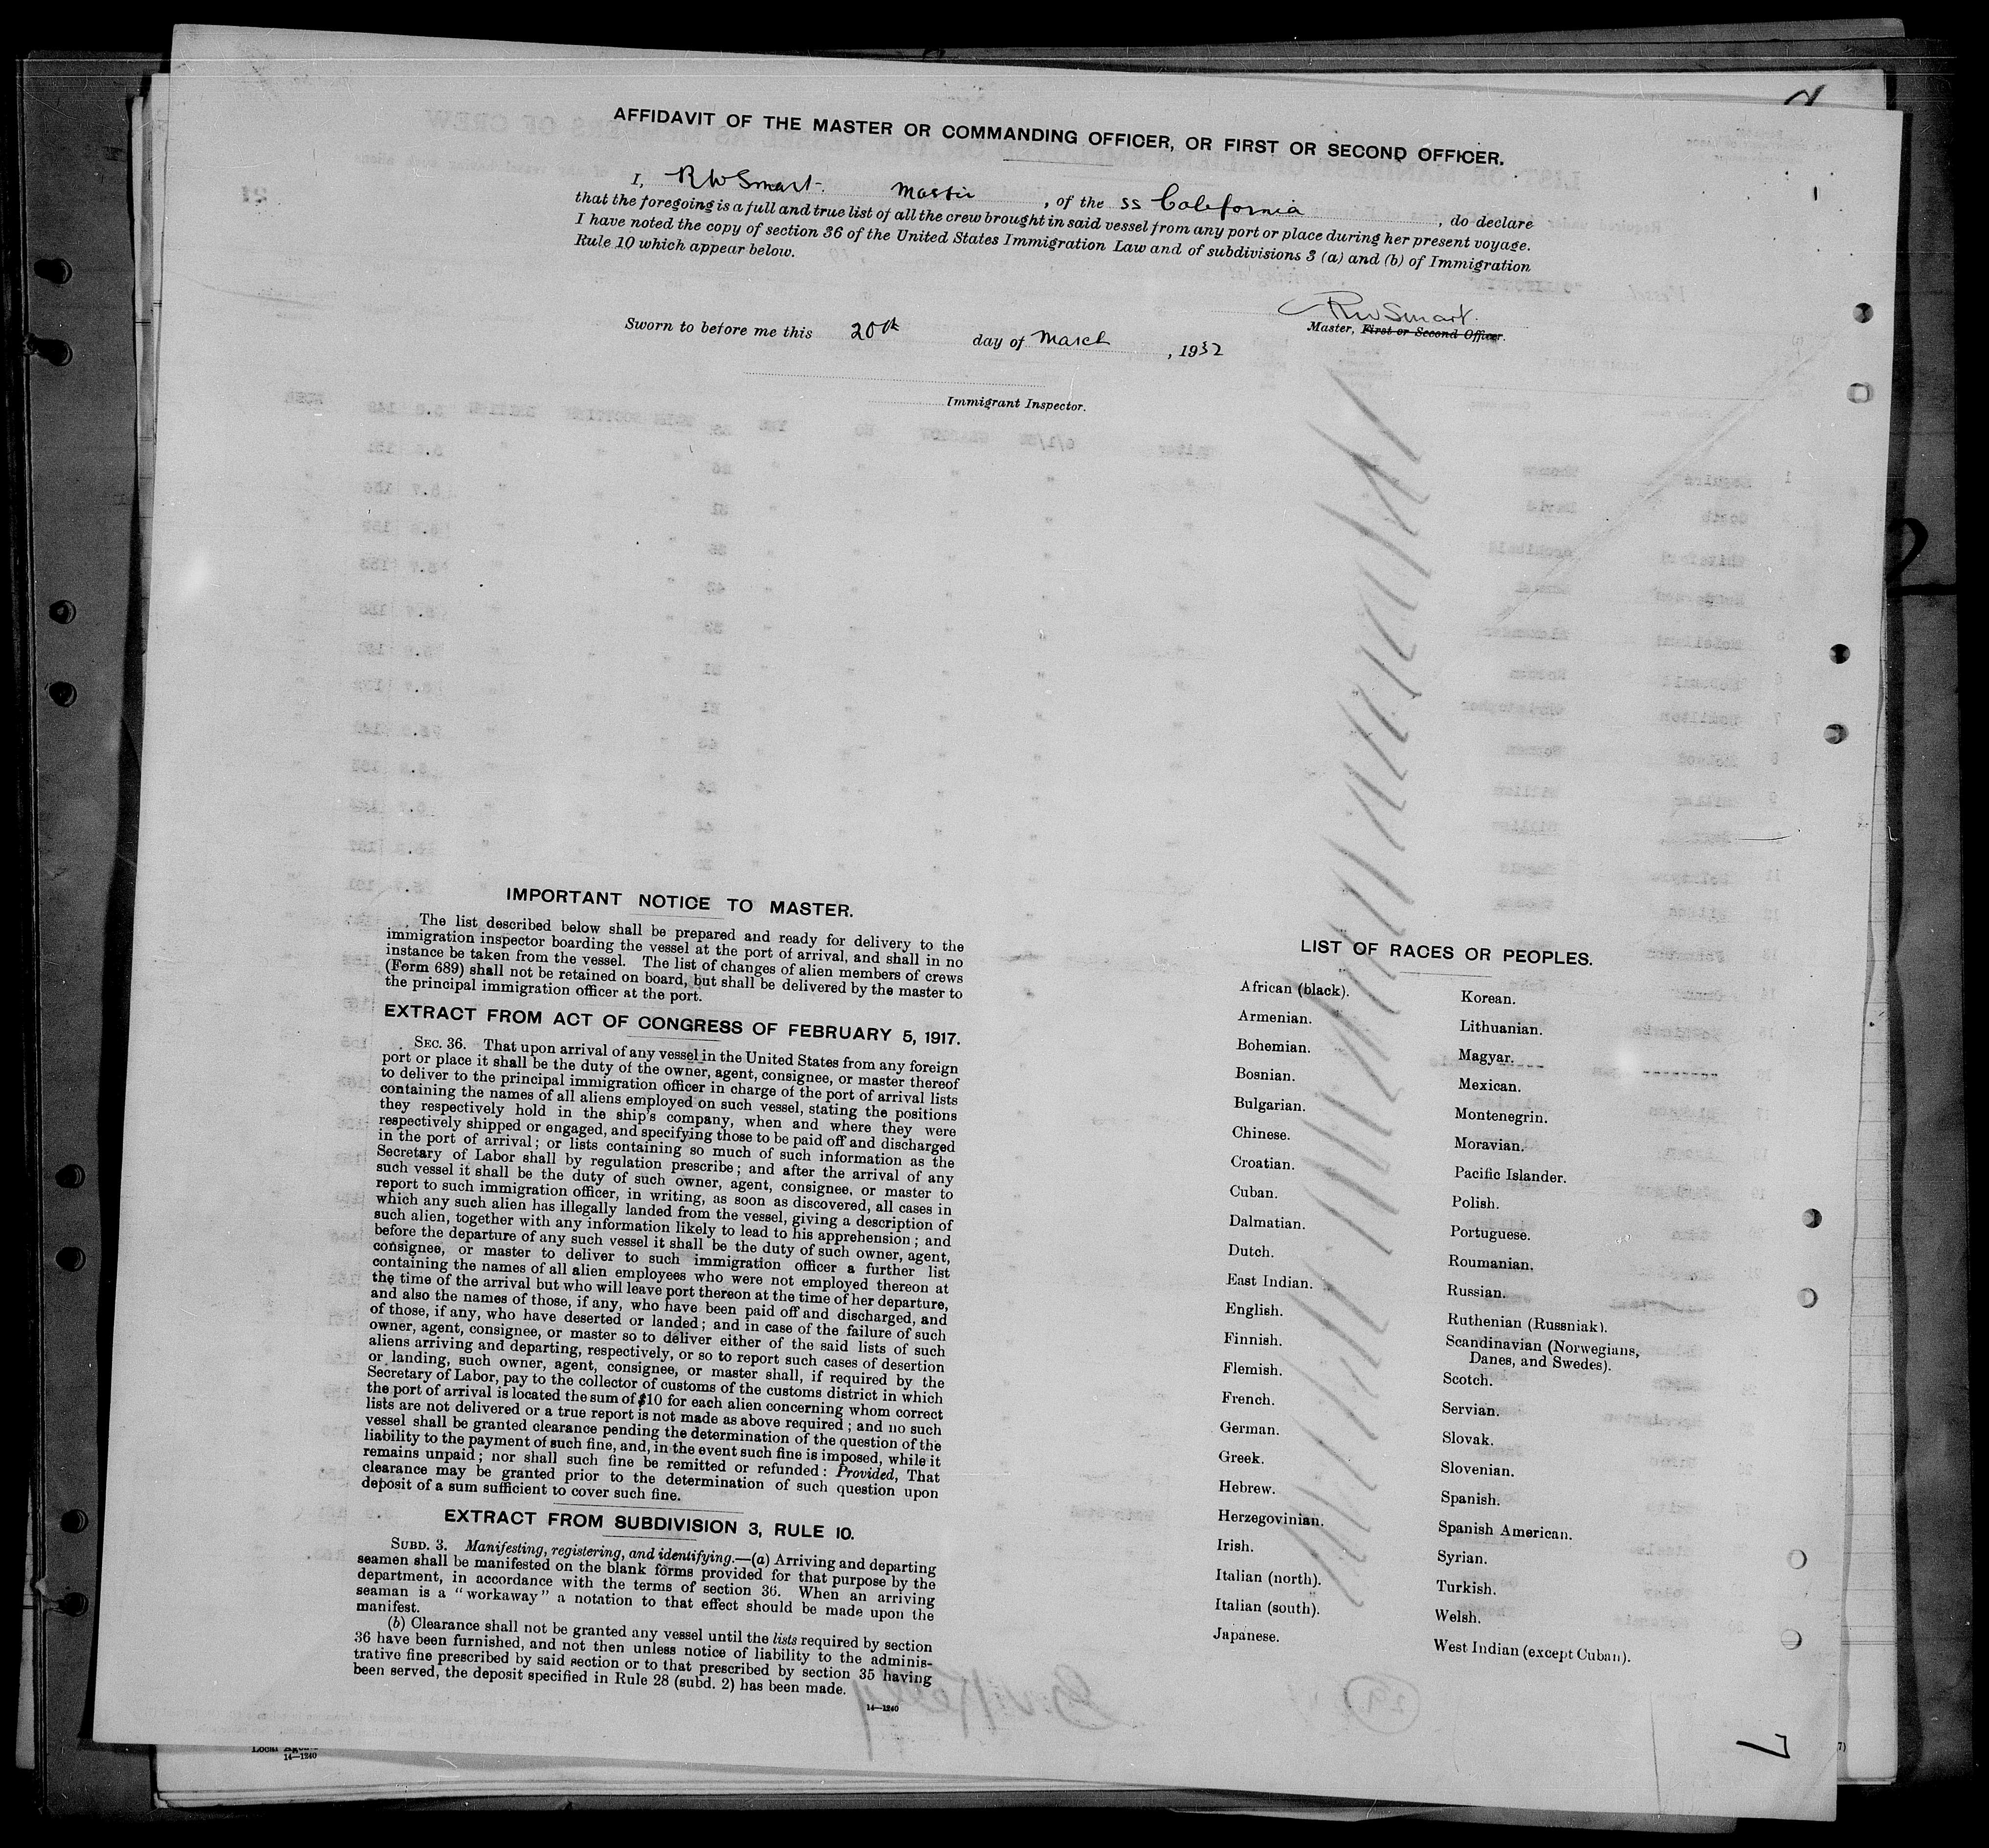 AFFIDAVIT OF THE MASTER OR COMMANDING OFFICER, OR FIRST OR SECOND OFFICER.
I, R W Smart. Master, of the SS California, do declare
that the foregoing is a full and true list of all the crew brought in said vessel from any port or place during her present voyage.
I have noted the copy of section 36 of the United States Immigration Law and of subdivisions 3 (a) and (b) of Immigration
Rule 10 which appear below.
RW Smart.
Master, First or Second Officer.
Sworn to before me this 20th day of March, 1932
Immigrant Inspector.
IMPORTANT NOTICE TO MASTER.
The list described below shall be prepared and ready for delivery to the
immigration inspector boarding the vessel at the port of arrival, and shall in no
instance be taken from the vessel. The list of changes of alien members of crews
(Form 689) shall not be retained on board, but shall be delivered by the master to
the principal immigration officer at the port.
EXTRACT FROM ACT OF CONGRESS OF FEBRUARY 5, 1917.
SEC. 36. That upon arrival of any vessel in the United States from any foreign
port or place it shall be the duty of the owner, agent, consignee, or master thereof
to deliver to the principal immigration officer in charge of the port of arrival lists
containing the names of all aliens employed on such vessel, stating the positions
they respectively hold in the ship's company, when and where they were
respectively shipped or engaged, and specifying those to be paid off and discharged
in the port of arrival; or lists containing so much of such information as the
Secretary of Labor shall by regulation prescribe; and after the arrival of any
such vessel it shall be the duty of such owner, agent, consignee, or master to
report to such immigration officer, in writing, as soon as discovered, all cases in
which any such alien has illegally landed from the vessel, giving a description of
such alien, together with any information likely to lead to his apprehension; and
before the departure of any such vessel it shall be the duty of such owner, agent,
consignee, or master to deliver to such immigration officer a further list
containing the names of all alien employees who were not employed thereon at
the time of the arrival but who will leave port thereon at the time of her departure,
and also the names of those, if any, who have been paid off and discharged, and
of those, if any, who have deserted or landed; and in case of the failure of such
owner, agent, consignee, or master so to deliver either of the said lists of such
aliens arriving and departing, respectively, or so to report such cases of desertion
or landing, such owner, agent, consignee, or master shall, if required by the
Secretary of Labor, pay to the collector of customs of the customs district in which
the port of arrival is located the sum of $10 for each alien concerning whom correct
lists are not delivered or a true report is not made as above required; and no such
vessel shall be granted clearance pending the determination of the question of the
liability to the payment of such fine, and, in the event such fine is imposed, while it
remains unpaid; nor shall such fine be remitted or refunded: Provided, That
clearance may be granted prior to the determination of such question upon
deposit of a sum sufficient to cover such fine.
EXTRACT FROM SUBDIVISION 3, RULE 10.
SUBD. 3. Manifesting, registering, and identifying.—(a) Arriving and departing
seamen shall be manifested on the blank forms provided for that purpose by the
department, in accordance with the terms of section 36. When an arriving
seaman is a "workaway" a notation to that effect should be made upon the
manifest.
(b) Clearance shall not be granted any vessel until the lists required by section
36 have been furnished, and not then unless notice of liability to the adminis-
trative fine prescribed by said section or to that prescribed by section 35 having
been served, the deposit specified in Rule 28 (subd. 2) has been made.
14—1240
LIST OF RACES OR PEOPLES.
African (black).
Armenian.
Bohemian.
Bosnian.
Bulgarian.
Chinese.
Croatian.
Cuban.
Dalmatian.
Dutch.
East Indian.
English.
Finnish.
Flemish.
French.
German.
Greek.
Hebrew.
Herzegovinian.
Irish.
Italian (north).
Italian (south).
Japanese.
Korean.
Lithuanian.
Magyar.
Mexican.
Montenegrin.
Moravian.
Pacific Islander.
Polish.
Portuguese.
Roumanian.
Russian.
Ruthenian (Russniak).
Scandinavian (Norwegians,
Danes, and Swedes).
Scotch.
Servian.
Slovak.
Slovenian.
Spanish.
Spanish American.
Syrian.
Turkish.
Welsh.
West Indian (except Cuban).
Local
14—1240